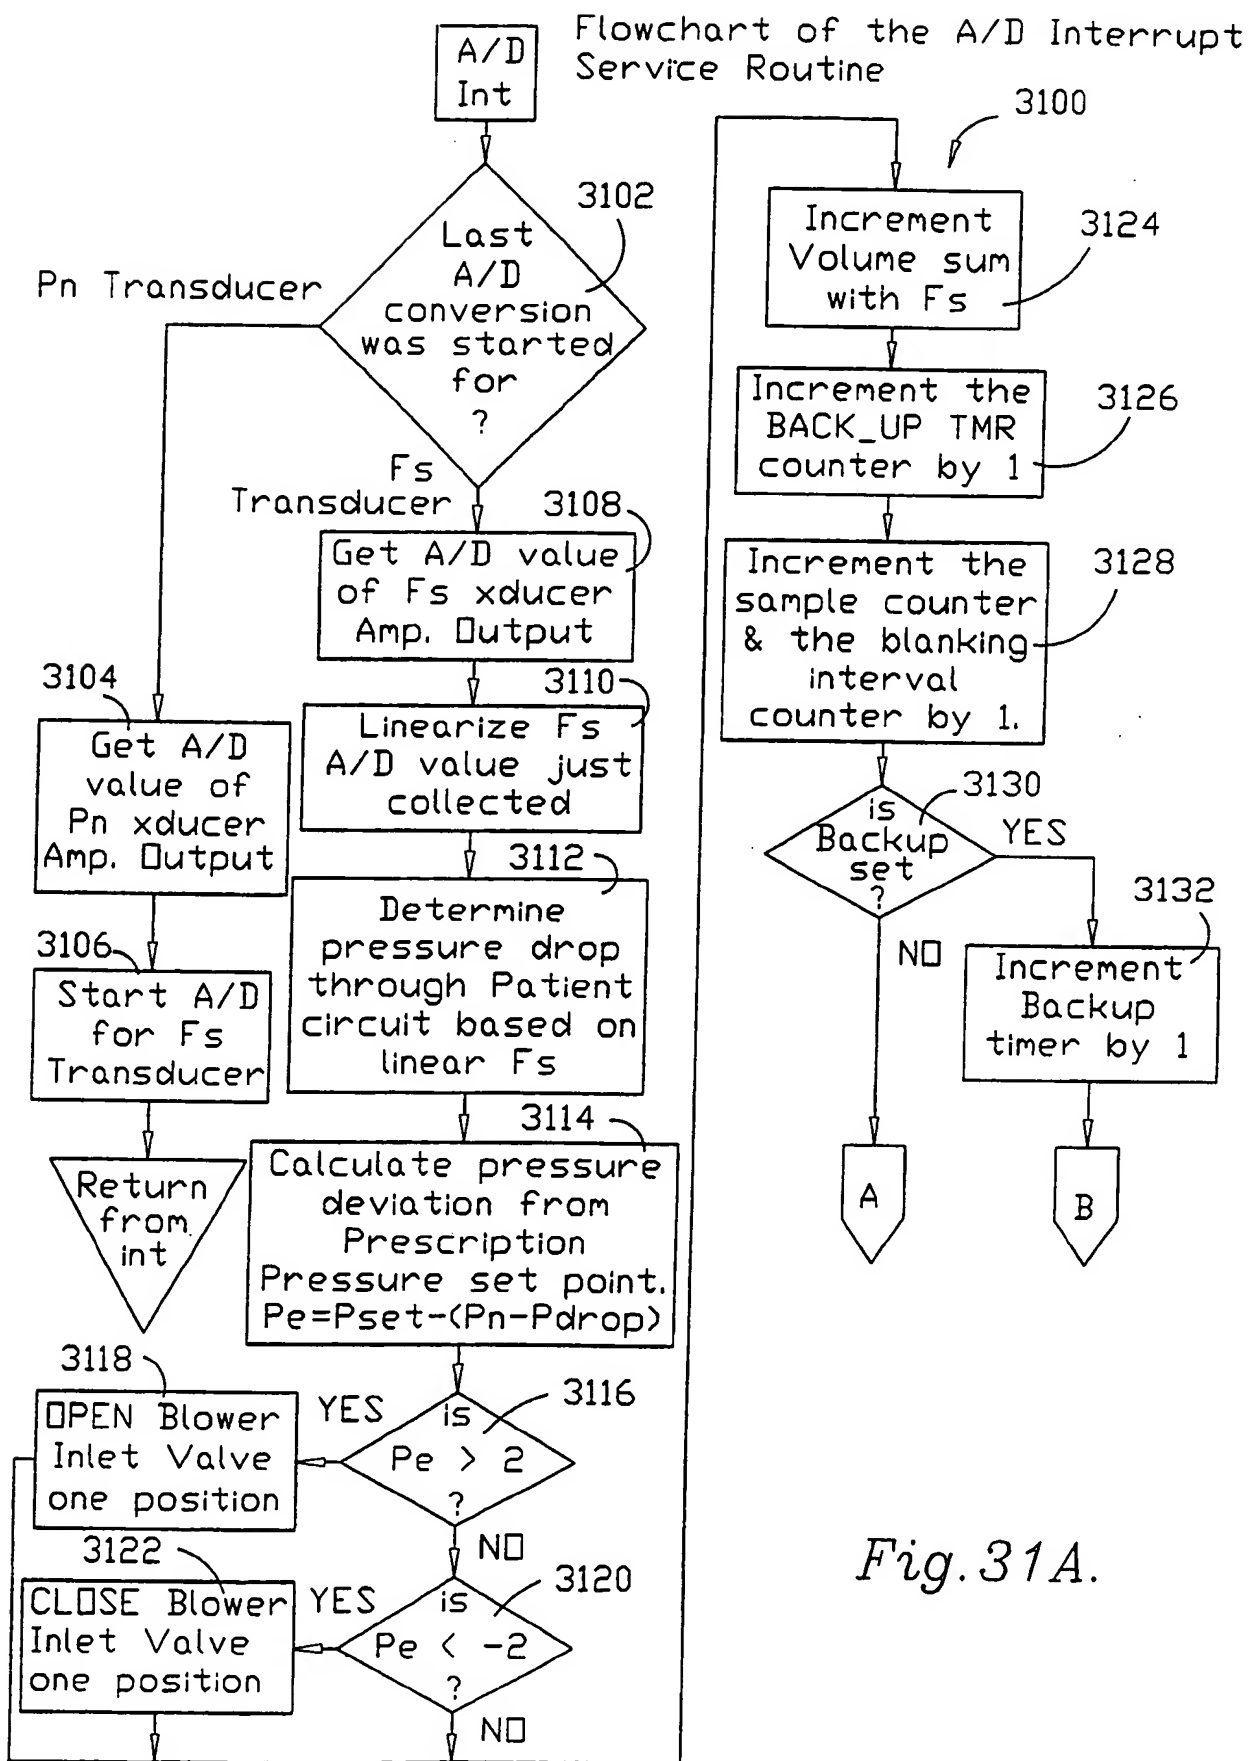 Flowchart of the A/D Interrupt
Service Routine
A/D
Int
3102
Last
A/D
conversion
was started
for
?
Pn Transducer
Fs
Transducer
3104
Get A/D
value of
Pn xducer
Amp. Output
3106
Start A/D
for Fs
Transducer
Return
from
int
3108
Get A/D value
of Fs xducer
Amp. Output
3110
Linearize Fs
A/D value just
collected
3112
Determine
pressure drop
through Patient
circuit based on
linear Fs
3114
Calculate pressure
deviation from
Prescription
Pressure set point.
Pe=Pset-(Pn-Pdrop)
3116
is
Pe > 2
?
YES
NO
3118
OPEN Blower
Inlet Valve
one position
3120
is
Pe < -2
?
YES
NO
3122
CLOSE Blower
Inlet Valve
one position
3100
Increment
Volume sum
with Fs
3124
Increment the
BACK_UP TMR
counter by 1
3126
Increment the
sample counter
& the blanking
interval
counter by 1.
3128
is
Backup
set
?
3130
YES
NO
3132
Increment
Backup
timer by 1
A
B
Fig.31A.